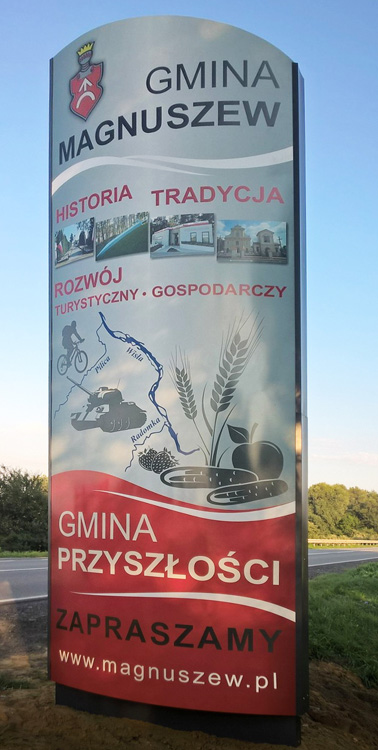 GMINA
MAGNUSZEW
HISTORIA TRADYCJA
ROZWÓJ
TURYSTYCZNY • GOSPODARCZY
Pilica
Wisła
Radomka
GMINA
PRZYSZŁOŚCI
ZAPRASZAMY
www.magnuszew.pl